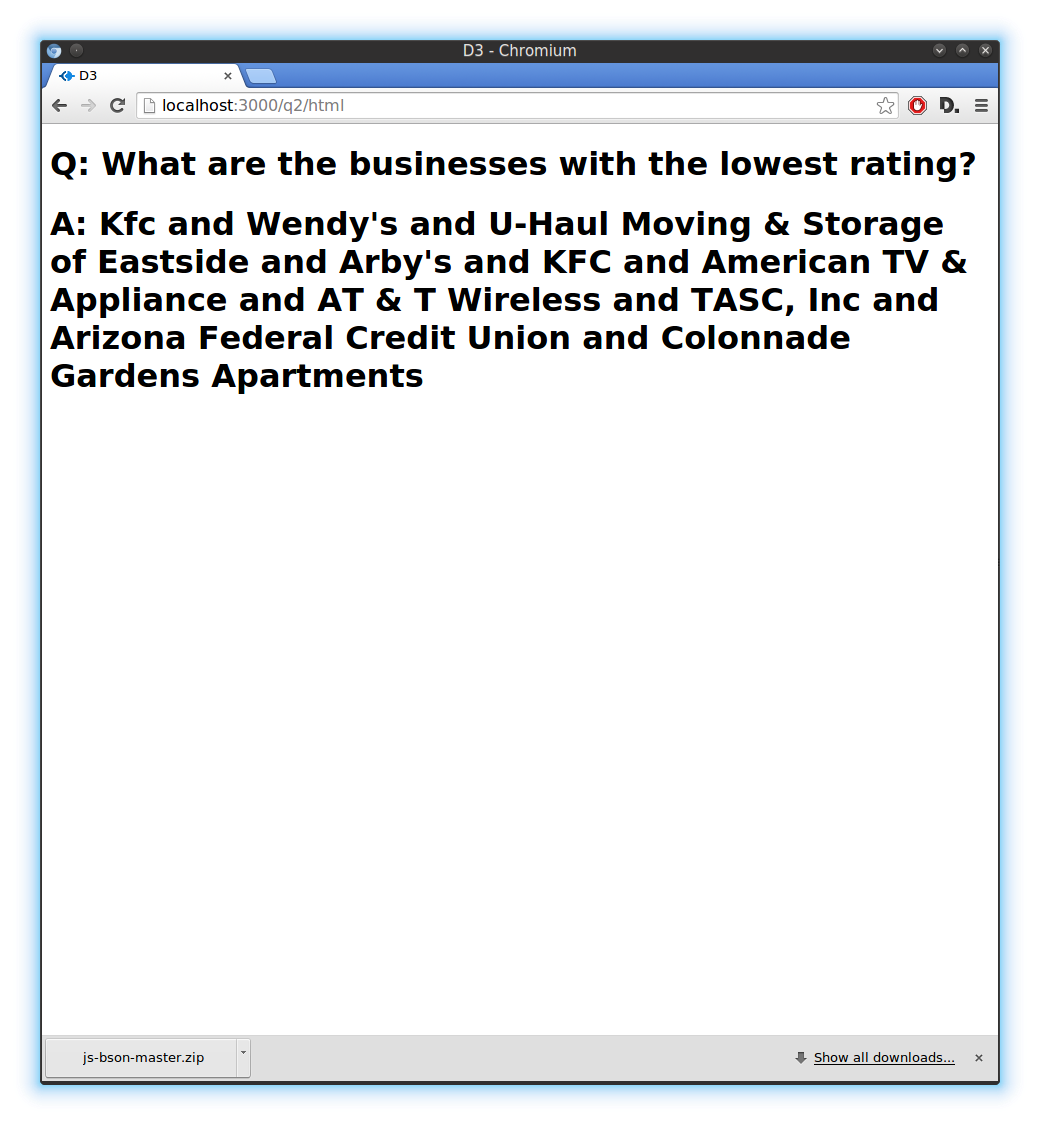 D3 - Chromium
D3
localhost:3000/q2/html
D.
Q: What are the businesses with the lowest rating?
A: Kfc and Wendy's and U-Haul Moving & Storage
of Eastside and Arby's and KFC and American TV &
Appliance and AT & T Wireless and TASC, Inc and
Arizona Federal Credit Union and Colonnade
Gardens Apartments
js-bson-master.zip
Show all downloads...